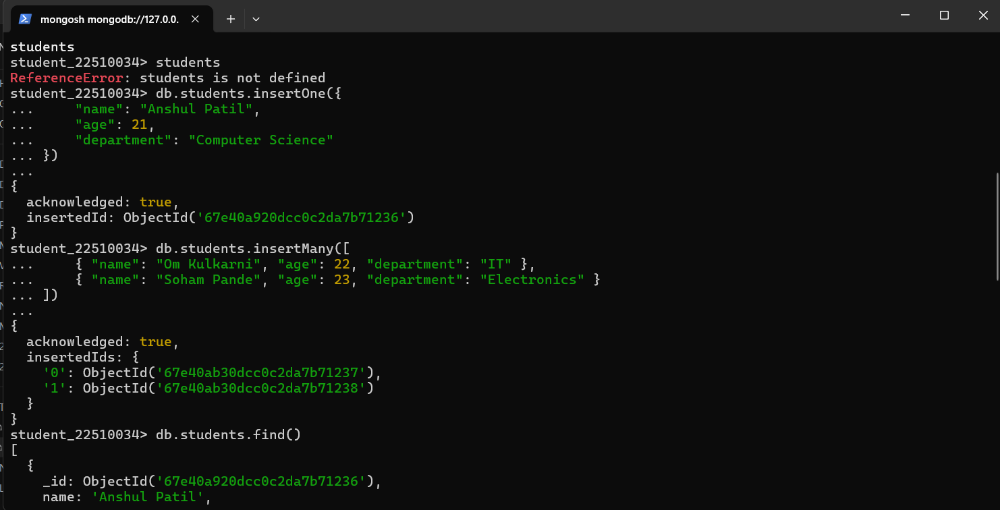 mongosh mongodb://127.0.0.
students
student_22510034> students
ReferenceError: students is not defined
student_22510034> db.students.insertOne({
...     "name": "Anshul Patil",
...     "age": 21,
...     "department": "Computer Science"
... })
...
{
  acknowledged: true,
  insertedId: ObjectId('67e40a920dcc0c2da7b71236')
}
student_22510034> db.students.insertMany([
...     { "name": "Om Kulkarni", "age": 22, "department": "IT" },
...     { "name": "Soham Pande", "age": 23, "department": "Electronics" }
... ])
...
{
  acknowledged: true,
  insertedIds: {
    '0': ObjectId('67e40ab30dcc0c2da7b71237'),
    '1': ObjectId('67e40ab30dcc0c2da7b71238')
  }
}
student_22510034> db.students.find()
[
  {
    _id: ObjectId('67e40a920dcc0c2da7b71236'),
    name: 'Anshul Patil',